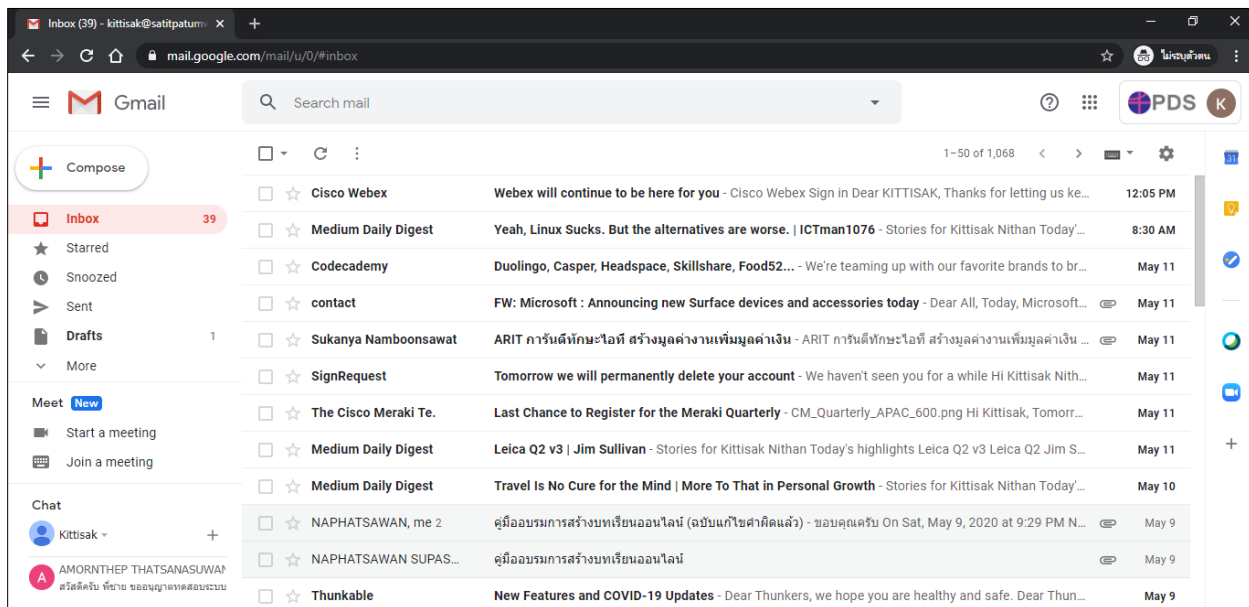 Inbox (39) - kittisak@satitpatumw
mail.google.com/mail/u/0/#inbox
ไม่ระบุตัวตน
Gmail
Search mail
PDS K
Compose
1–50 of 1,068
31
Inbox 39
Starred
Snoozed
Sent
Drafts 1
More
Meet New
Start a meeting
Join a meeting
Chat
Kittisak
A AMORNTHEP THATSANASUWAN
สวัสดีครับ พี่ชาย ขออนุญาตทดสอบระบบ
Cisco Webex Webex will continue to be here for you - Cisco Webex Sign in Dear KITTISAK, Thanks for letting us ke... 12:05 PM
Medium Daily Digest Yeah, Linux Sucks. But the alternatives are worse. | ICTman1076 - Stories for Kittisak Nithan Today'... 8:30 AM
Codecademy Duolingo, Casper, Headspace, Skillshare, Food52... - We're teaming up with our favorite brands to br... May 11
contact FW: Microsoft : Announcing new Surface devices and accessories today - Dear All, Today, Microsoft... May 11
Sukanya Namboonsawat ARIT การันตีทักษะไอที สร้างมูลค่างานเพิ่มมูลค่าเงิน - ARIT การันตีทักษะไอที สร้างมูลค่างานเพิ่มมูลค่าเงิน ... May 11
SignRequest Tomorrow we will permanently delete your account - We haven't seen you for a while Hi Kittisak Nith... May 11
The Cisco Meraki Te. Last Chance to Register for the Meraki Quarterly - CM_Quarterly_APAC_600.png Hi Kittisak, Tomorr... May 11
Medium Daily Digest Leica Q2 v3 | Jim Sullivan - Stories for Kittisak Nithan Today's highlights Leica Q2 v3 Leica Q2 Jim S... May 11
Medium Daily Digest Travel Is No Cure for the Mind | More To That in Personal Growth - Stories for Kittisak Nithan Today'... May 10
NAPHATSAWAN, me 2 คู่มืออบรมการสร้างบทเรียนออนไลน์ (ฉบับแก้ไขคำผิดแล้ว) - ขอบคุณครับ On Sat, May 9, 2020 at 9:29 PM N... May 9
NAPHATSAWAN SUPAS... คู่มืออบรมการสร้างบทเรียนออนไลน์ May 9
Thunkable New Features and COVID-19 Updates - Dear Thunkers, we hope you are healthy and safe. Dear Thun... May 9